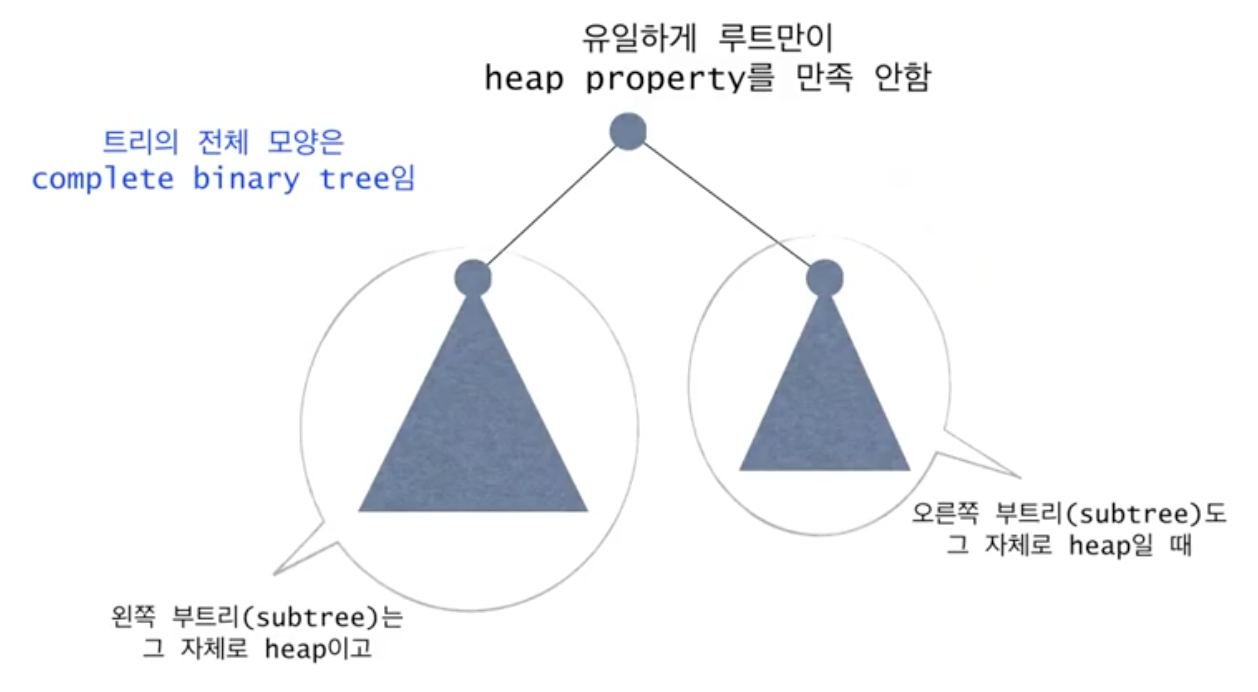 유일하게 루트만이
heap property를 만족 안함
트리의 전체 모양은
complete binary tree임
오른쪽 부트리(subtree)도
그 자체로 heap일 때
왼쪽 부트리(subtree)는
그 자체로 heap이고